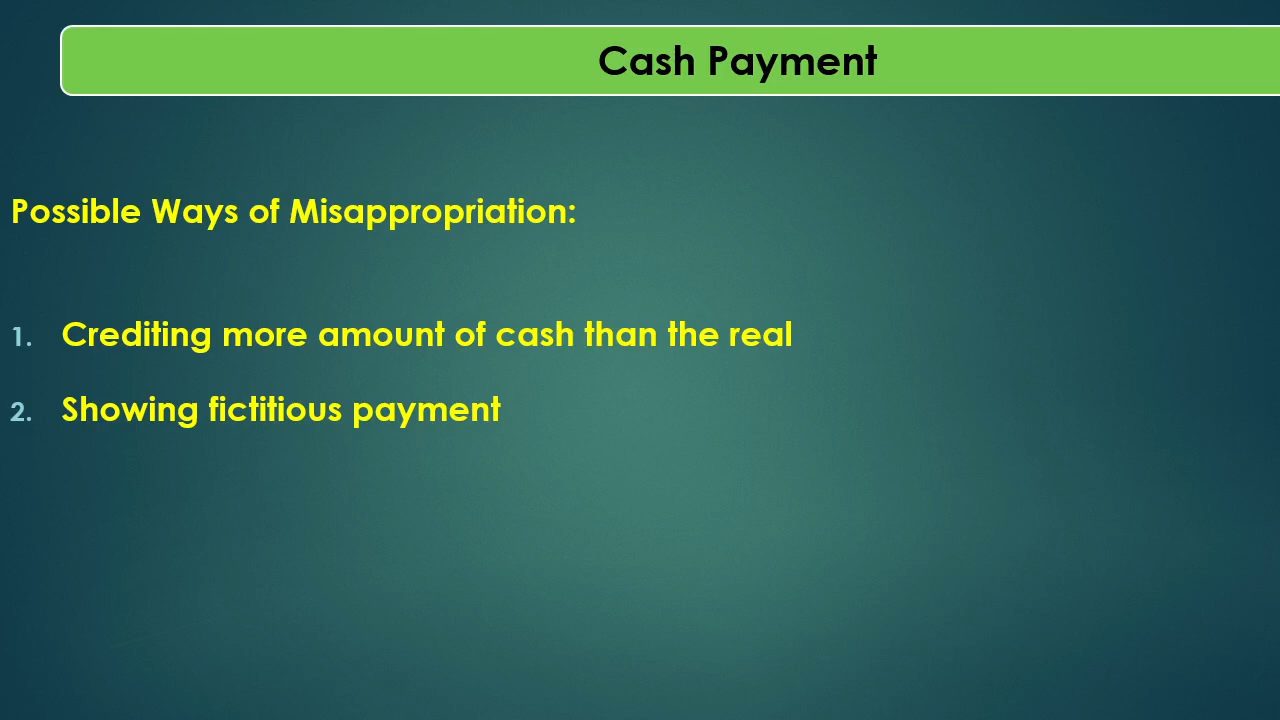 Cash Payment
Possible Ways of Misappropriation:
1. Crediting more amount of cash than the real
2. Showing fictitious payment